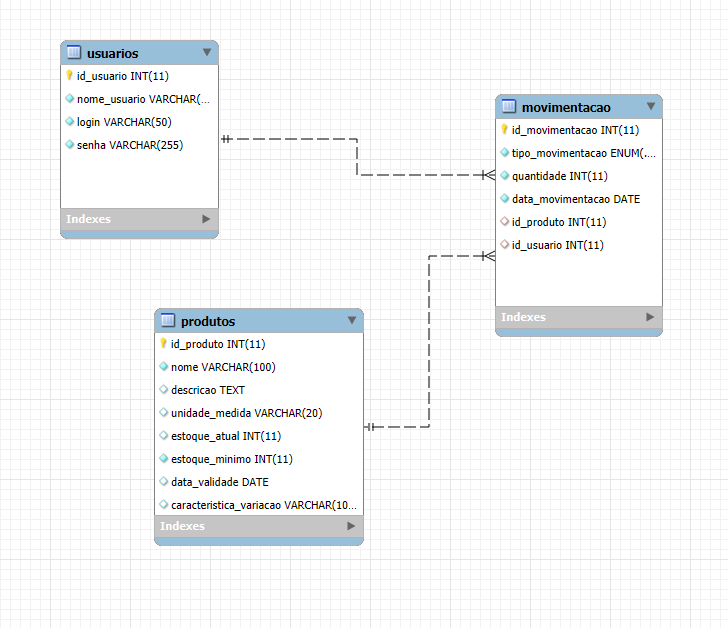 usuarios
id_usuario INT(11)
nome_usuario VARCHAR(...
login VARCHAR(50)
senha VARCHAR(255)
Indexes
movimentacao
id_movimentacao INT(11)
tipo_movimentacao ENUM(...
quantidade INT(11)
data_movimentacao DATE
id_produto INT(11)
id_usuario INT(11)
Indexes
produtos
id_produto INT(11)
nome VARCHAR(100)
descricao TEXT
unidade_medida VARCHAR(20)
estoque_atual INT(11)
estoque_minimo INT(11)
data_validade DATE
caracteristica_variacao VARCHAR(10...
Indexes